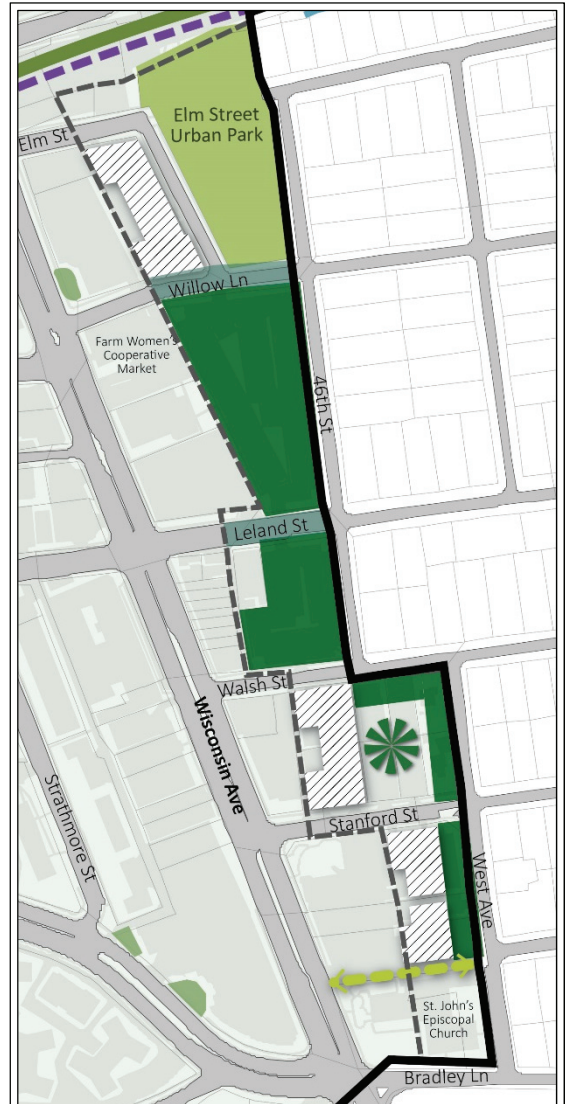 Elm Street
Urban Park
Elm St
Willow Ln
Farm Women's
Cooperative
Market
46th St
Leland St
Walsh St
Wisconsin Ave
Strathmore St
Stanford St
West Ave
St. John's
Episcopal
Church
Bradley Ln